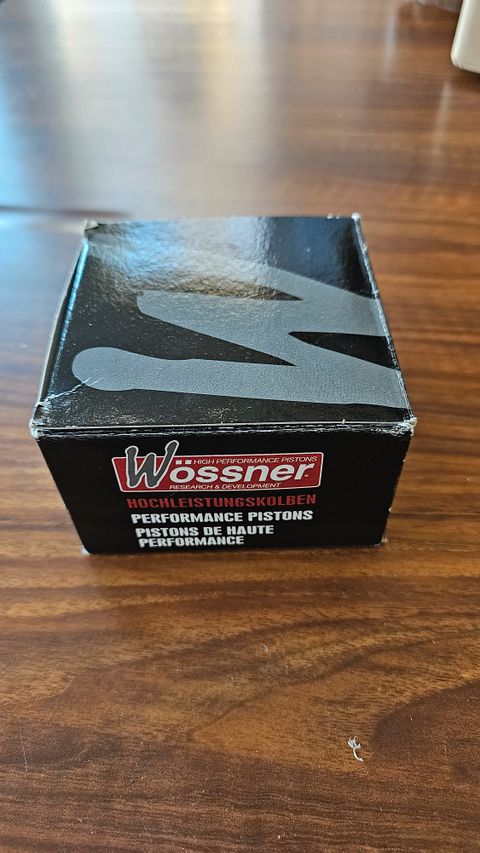 HIGH PERFORMANCE PISTONS
Wössner
RESEARCH & DEVELOPMENT
HOCHLEISTUNGSKOLBEN
PERFORMANCE PISTONS
PISTONS DE HAUTE
PERFORMANCE